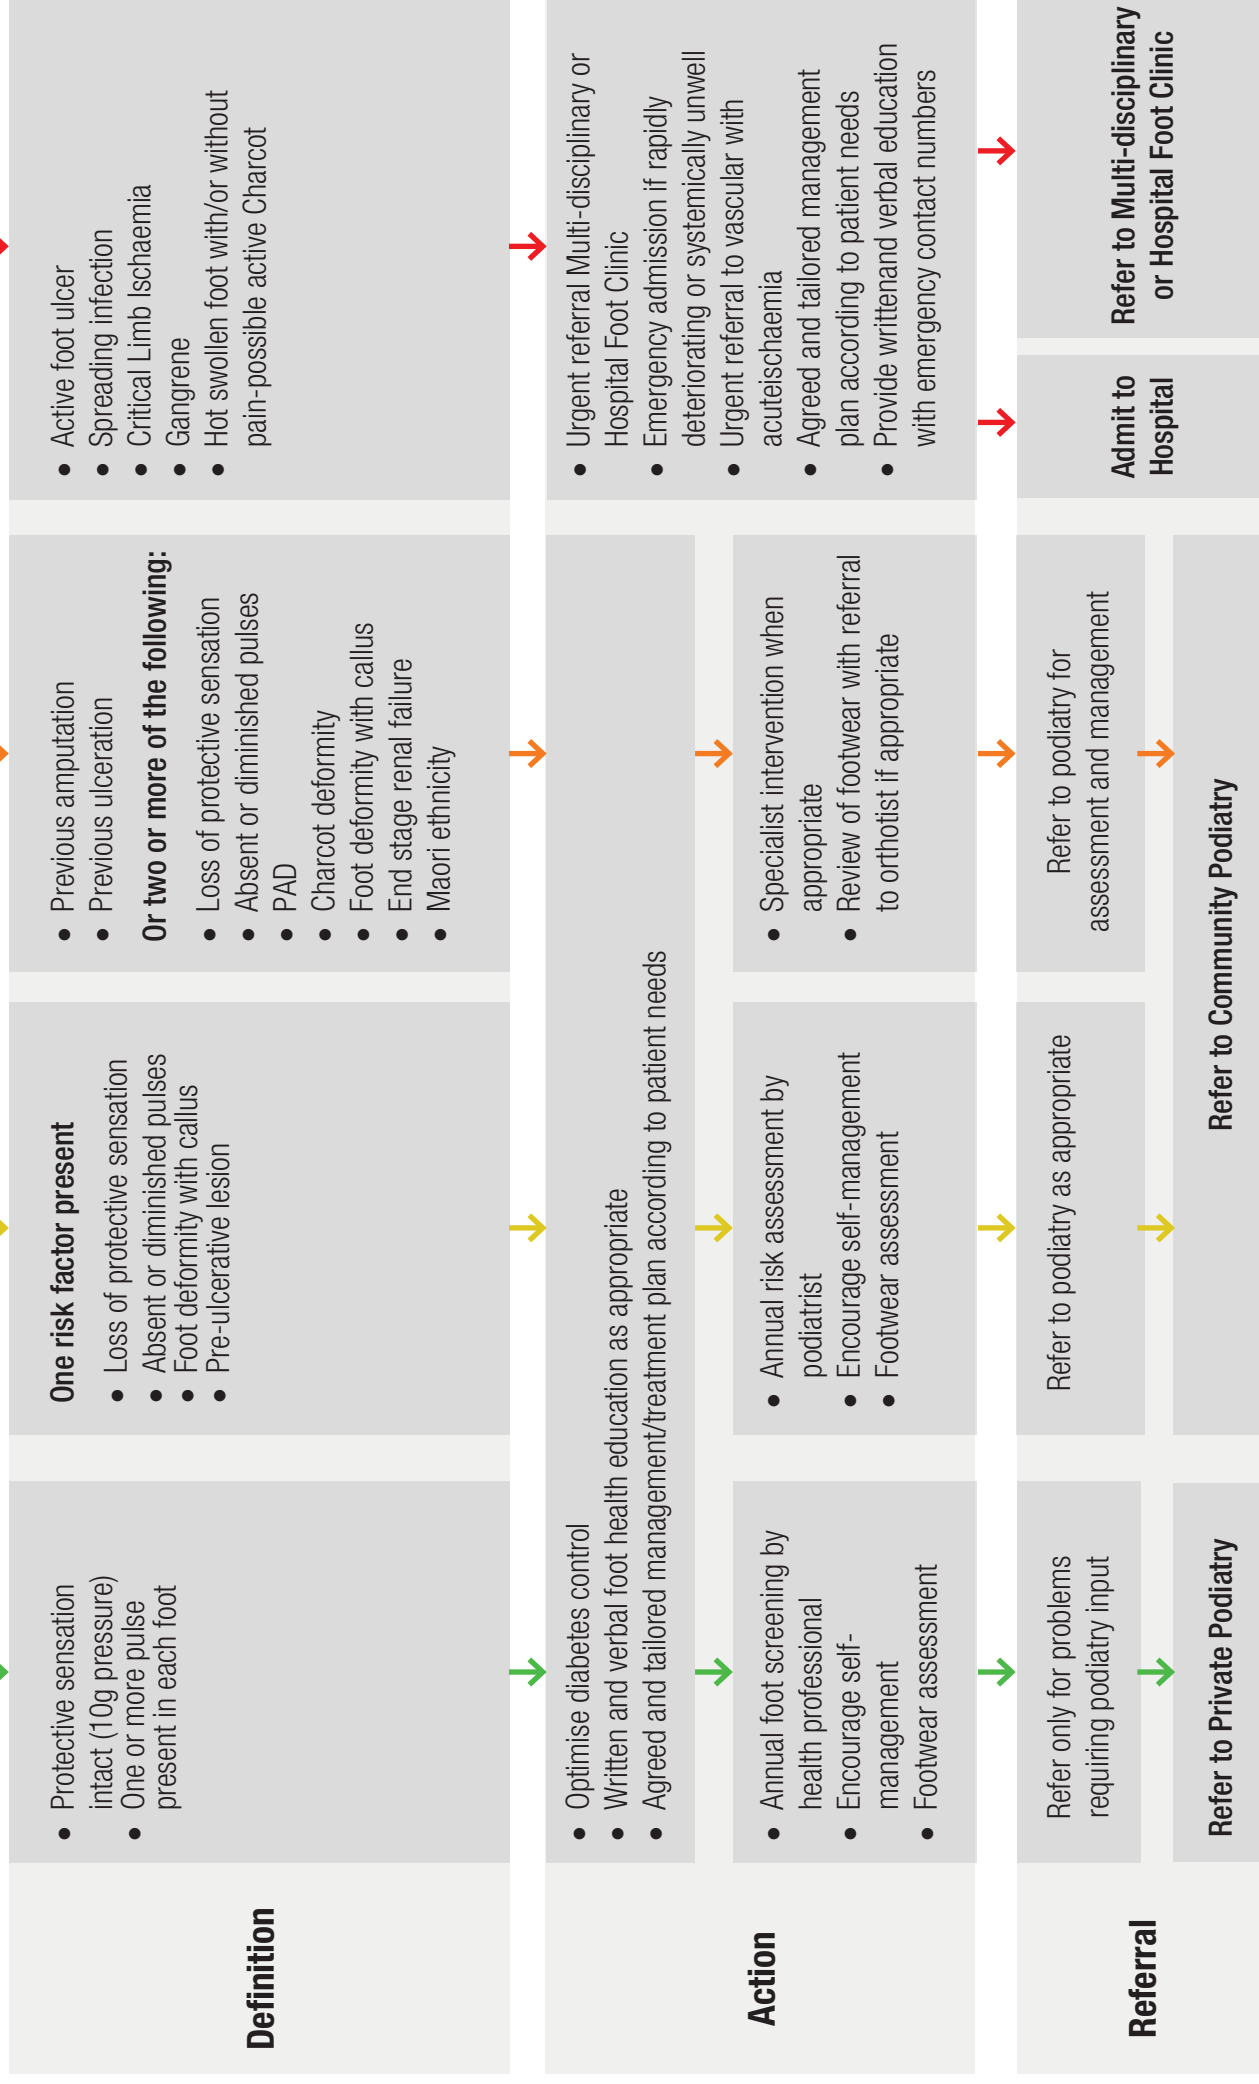 Definition
Protective sensation
intact (10g pressure)
One or more pulse
present in each foot
One risk factor present
Loss of protective sensation
Absent or diminished pulses
Foot deformity with callus
Pre-ulcerative lesion
Previous amputation
Previous ulceration
Or two or more of the following:
Loss of protective sensation
Absent or diminished pulses
PAD
Charcot deformity
Foot deformity with callus
End stage renal failure
Maori ethnicity
Active foot ulcer
Spreading infection
Critical Limb Ischaemia
Gangrene
Hot swollen foot with/or without
pain-possible active Charcot
Action
Optimise diabetes control
Written and verbal foot health education as appropriate
Agreed and tailored management/treatment plan according to patient needs
Annual foot screening by
health professional
Encourage self-
management
Footwear assessment
Annual risk assessment by
podiatrist
Encourage self-management
Footwear assessment
Specialist intervention when
appropriate
Review of footwear with referral
to orthotist if appropriate
Urgent referral Multi-disciplinary or
Hospital Foot Clinic
Emergency admission if rapidly
deteriorating or systemically unwell
Urgent referral to vascular with
acuteischaemia
Agreed and tailored management
plan according to patient needs
Provide writtenand verbal education
with emergency contact numbers
Referral
Refer only for problems
requiring podiatry input
Refer to Private Podiatry
Refer to podiatry as appropriate
Refer to podiatry for
assessment and management
Refer to Community Podiatry
Admit to
Hospital
Refer to Multi-disciplinary
or Hospital Foot Clinic